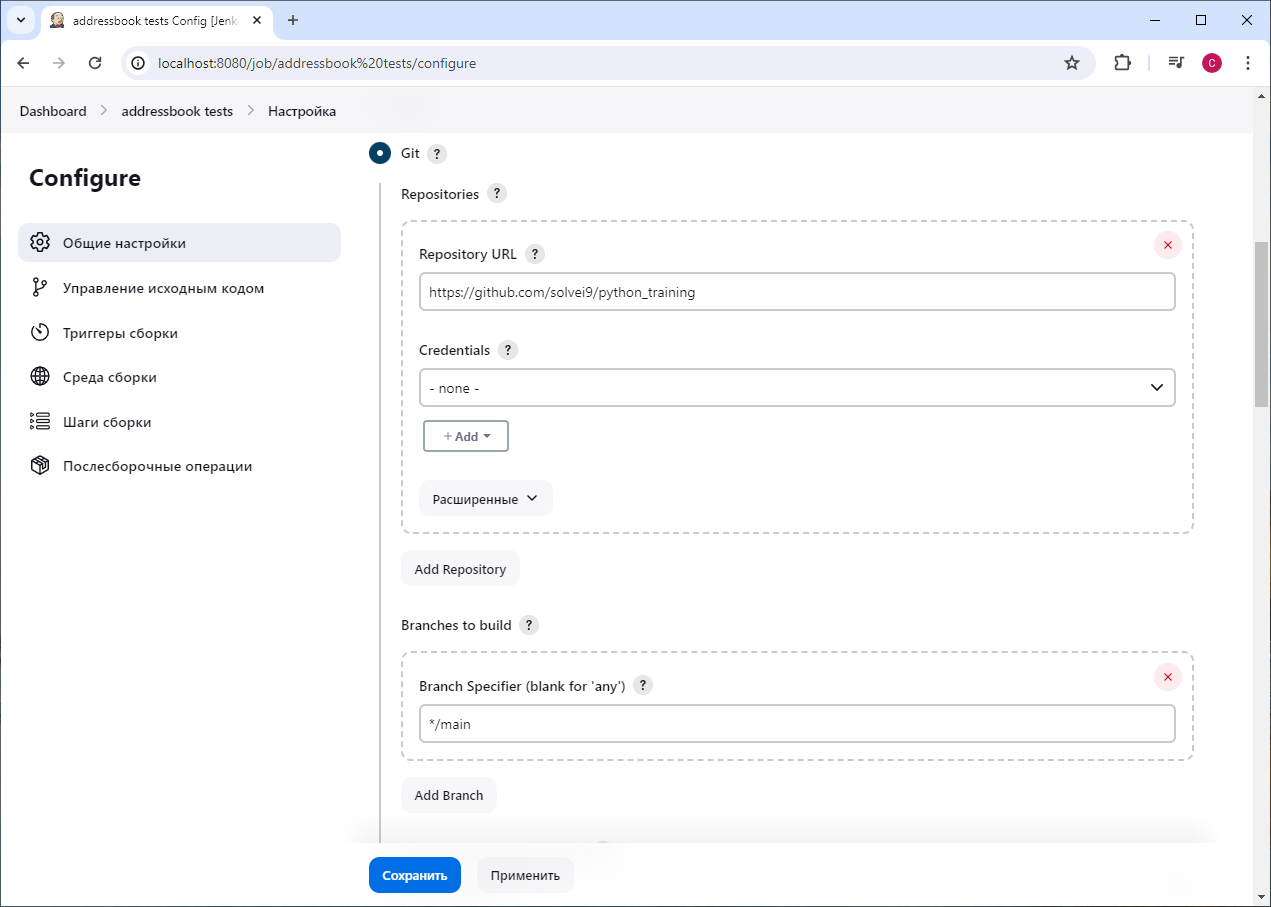 addressbook tests Config [Jenki
localhost:8080/job/addressbook%20tests/configure
C
Dashboard
addressbook tests
Настройка
Configure
Общие настройки
Управление исходным кодом
Триггеры сборки
Среда сборки
Шаги сборки
Послесборочные операции
Git ?
Repositories ?
Repository URL ?
https://github.com/solvei9/python_training
Credentials ?
- none -
+ Add
Расширенные
Add Repository
Branches to build ?
Branch Specifier (blank for 'any') ?
*/main
Add Branch
Сохранить
Применить